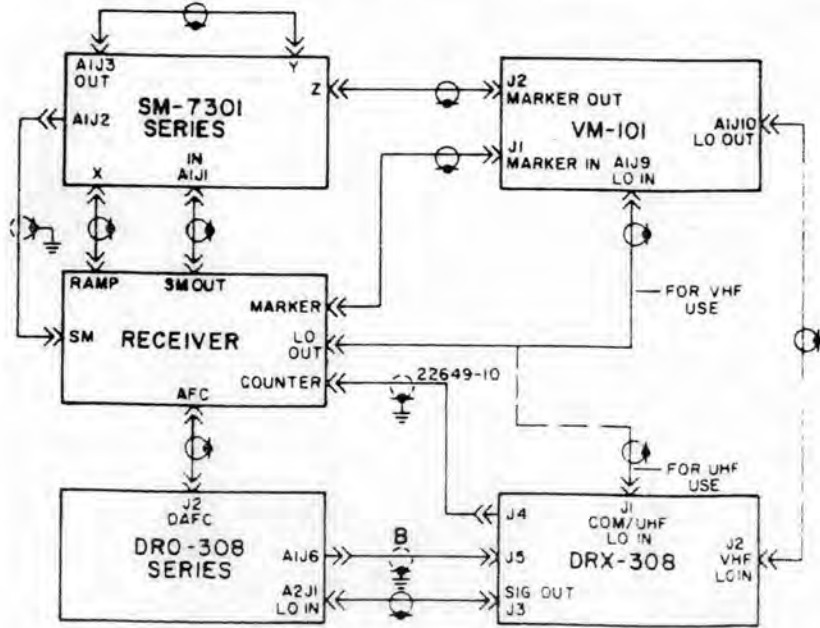 A1J3
OUT
Y
SM-7301
SERIES
Z
A1J2
IN
A1J1
X
J2
MARKER OUT
VM-101
A1J10
LO OUT
J1
MARKER IN
A1J9
LO IN
RAMP
SM OUT
MARKER
SM
RECEIVER
LO
OUT
COUNTER
AFC
FOR VHF
USE
22649-10
FOR UHF
USE
J2
DAFC
DRO-308
SERIES
A1J6
A2J1
LO IN
B
J4
J1
COM/UHF
LO IN
J5
DRX-308
J2
VHF
LO IN
SIG OUT
J3